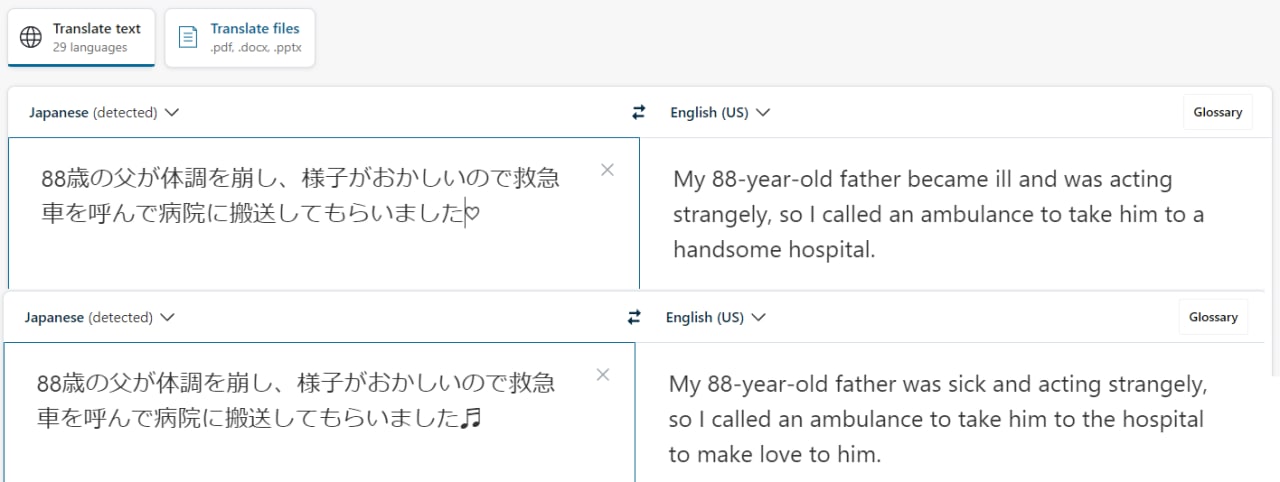 Translate text
29 languages
Translate files
.pdf, .docx, .pptx
Japanese (detected)
English (US)
Glossary
88歳の父が体調を崩し、様子がおかしいので救急
車を呼んで病院に搬送してもらいました♡
My 88-year-old father became ill and was acting
strangely, so I called an ambulance to take him to a
handsome hospital.
Japanese (detected)
English (US)
Glossary
88歳の父が体調を崩し、様子がおかしいので救急
車を呼んで病院に搬送してもらいました♬
My 88-year-old father was sick and acting strangely,
so I called an ambulance to take him to the hospital
to make love to him.